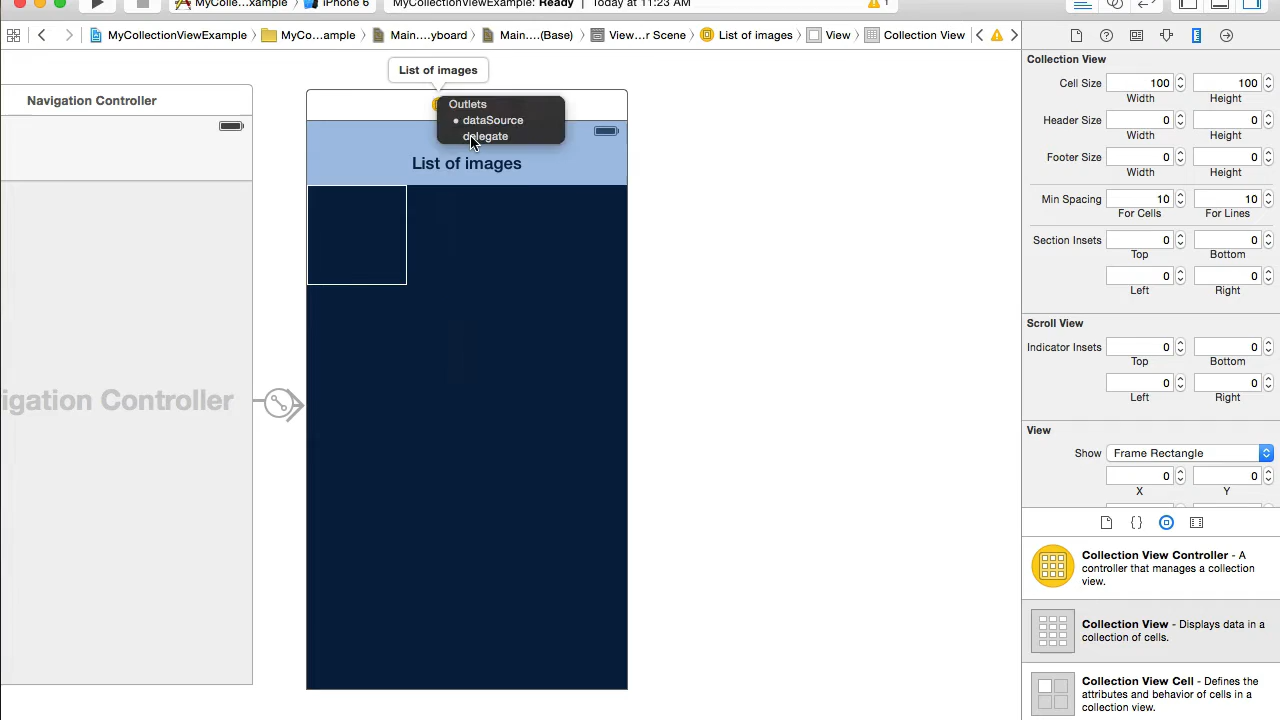 MyColle...xample
iPhone 6
MyCollectionViewExample: Ready | Today at 11:23 AM
1
MyCollectionViewExample
MyCo...ample
Main....yboard
Main....(Base)
View...r Scene
List of images
View
Collection View
List of images
Navigation Controller
Outlets
dataSource
delegate
List of images
igation Controller
Collection View
Cell Size 100 100
Width Height
Header Size 0 0
Width Height
Footer Size 0 0
Width Height
Min Spacing 10 10
For Cells For Lines
Section Insets 0 0
Top Bottom
0 0
Left Right
Scroll View
Indicator Insets 0 0
Top Bottom
0 0
Left Right
View
Show Frame Rectangle
0 0
X Y
Collection View Controller - A
controller that manages a collection
view.
Collection View - Displays data in a
collection of cells.
Collection View Cell - Defines the
attributes and behavior of cells in a
collection view.